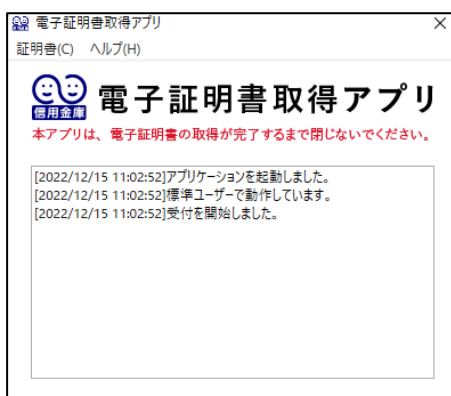 電子証明書取得アプリ
証明書(C) ヘルプ(H)
信用金庫
電子証明書取得アプリ
本アプリは、電子証明書の取得が完了するまで閉じないでください。
[2022/12/15 11:02:52]アプリケーションを起動しました。
[2022/12/15 11:02:52]標準ユーザーで動作しています。
[2022/12/15 11:02:52]受付を開始しました。